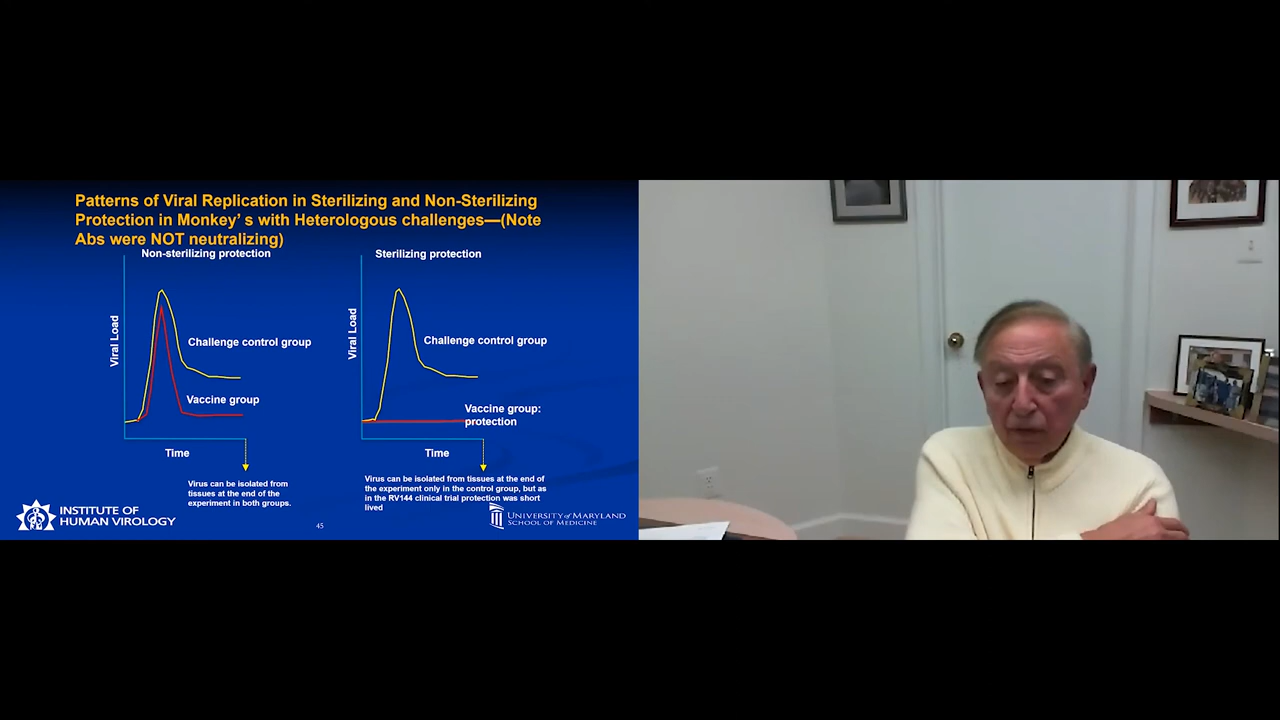 Patterns of Viral Replication in Sterilizing and Non-Sterilizing
Protection in Monkey’ s with Heterologous challenges—(Note
Abs were NOT neutralizing)
Non-sterilizing protection
Viral Load
Challenge control group
Vaccine group
Time
Virus can be isolated from
tissues at the end of the
experiment in both groups.
Sterilizing protection
Viral Load
Challenge control group
Vaccine group:
protection
Time
Virus can be isolated from tissues at the end of
the experiment only in the control group, but as
in the RV144 clinical trial protection was short
lived
INSTITUTE OF
HUMAN VIROLOGY
45
UNIVERSITY of MARYLAND
SCHOOL OF MEDICINE